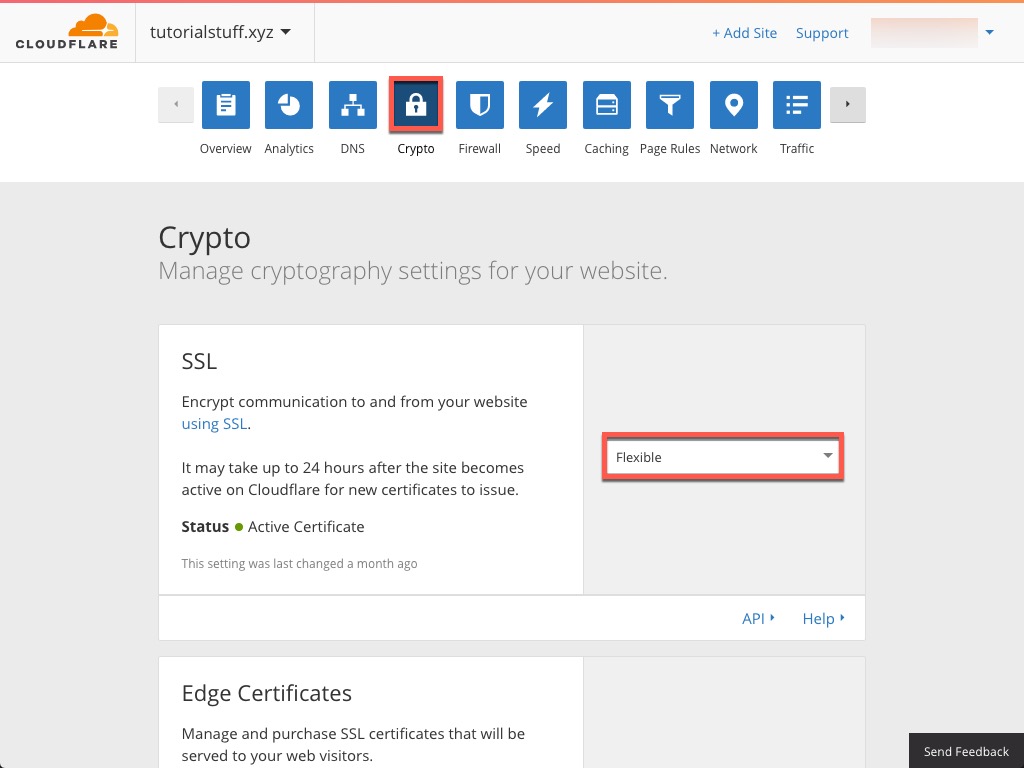 CLOUDFLARE
tutorialstuff.xyz
+ Add Site
Support
Overview
Analytics
DNS
Crypto
Firewall
Speed
Caching
Page Rules
Network
Traffic
Crypto
Manage cryptography settings for your website.
SSL
Encrypt communication to and from your website
using SSL.
It may take up to 24 hours after the site becomes
active on Cloudflare for new certificates to issue.
Status Active Certificate
This setting was last changed a month ago
Flexible
API
Help
Edge Certificates
Manage and purchase SSL certificates that will be
served to your web visitors.
Send Feedback